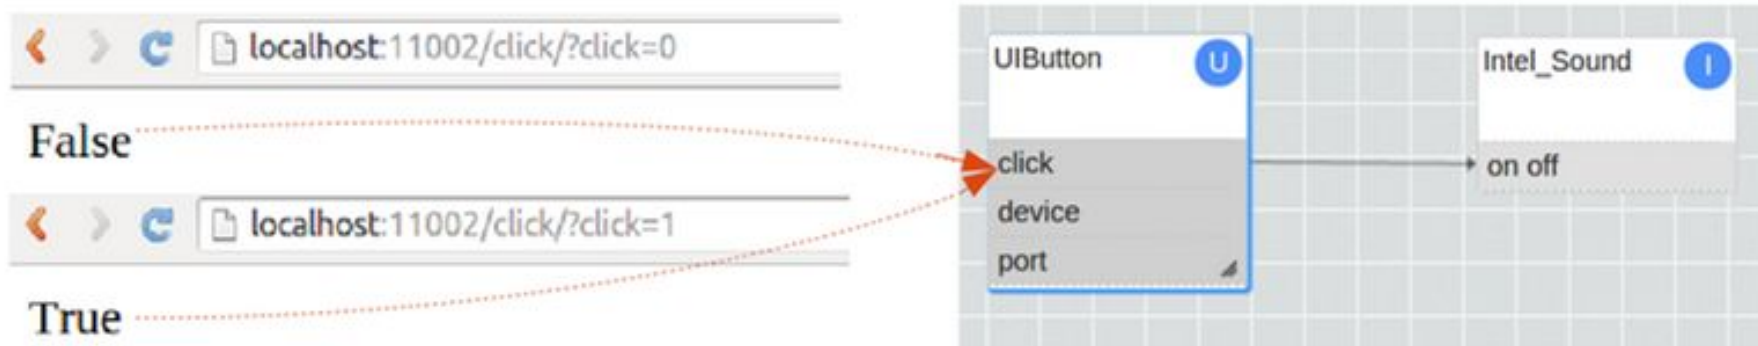 localhost:11002/click/?click=0
False
localhost:11002/click/?click=1
True
UIButton
U
click
device
port
Intel_Sound
I
on off